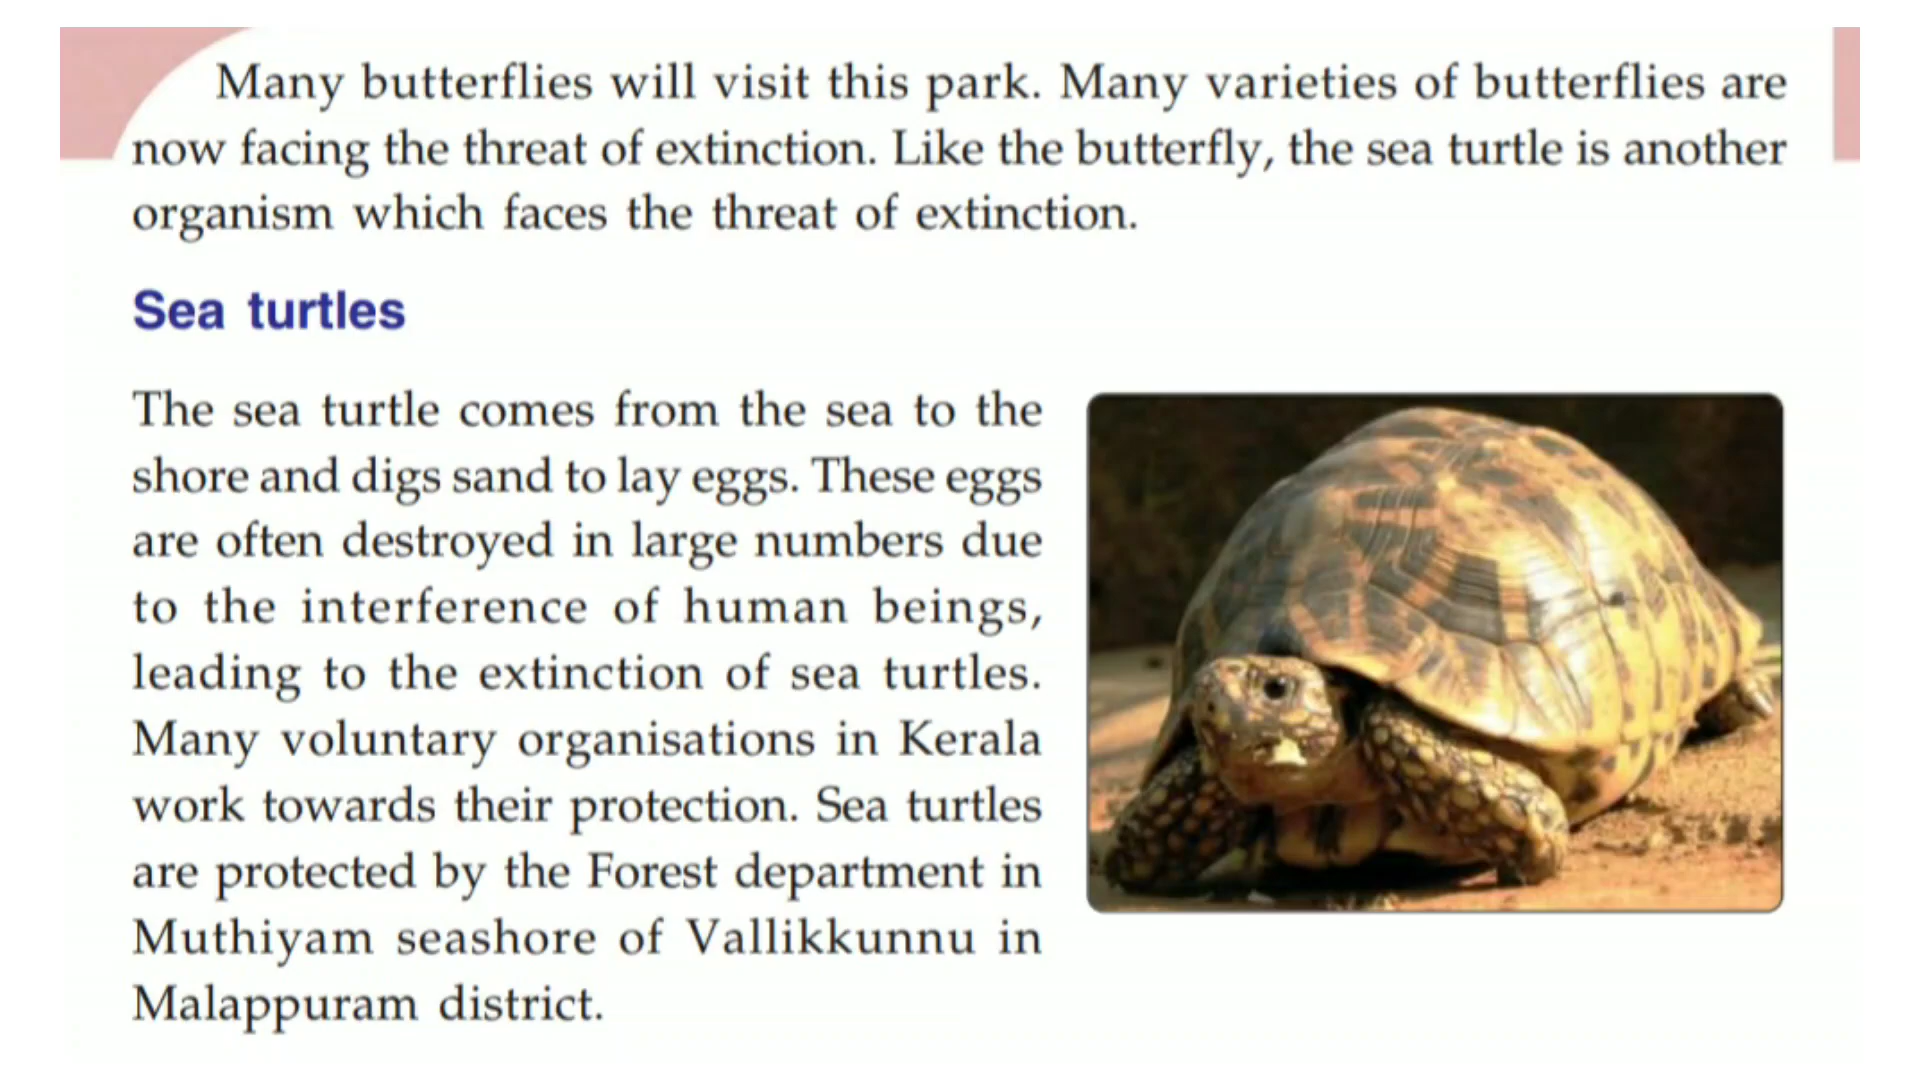 Many butterflies will visit this park. Many varieties of butterflies are
now facing the threat of extinction. Like the butterfly, the sea turtle is another
organism which faces the threat of extinction.
Sea turtles
The sea turtle comes from the sea to the
shore and digs sand to lay eggs. These eggs
are often destroyed in large numbers due
to the interference of human beings,
leading to the extinction of sea turtles.
Many voluntary organisations in Kerala
work towards their protection. Sea turtles
are protected by the Forest department in
Muthiyam seashore of Vallikkunnu in
Malappuram district.